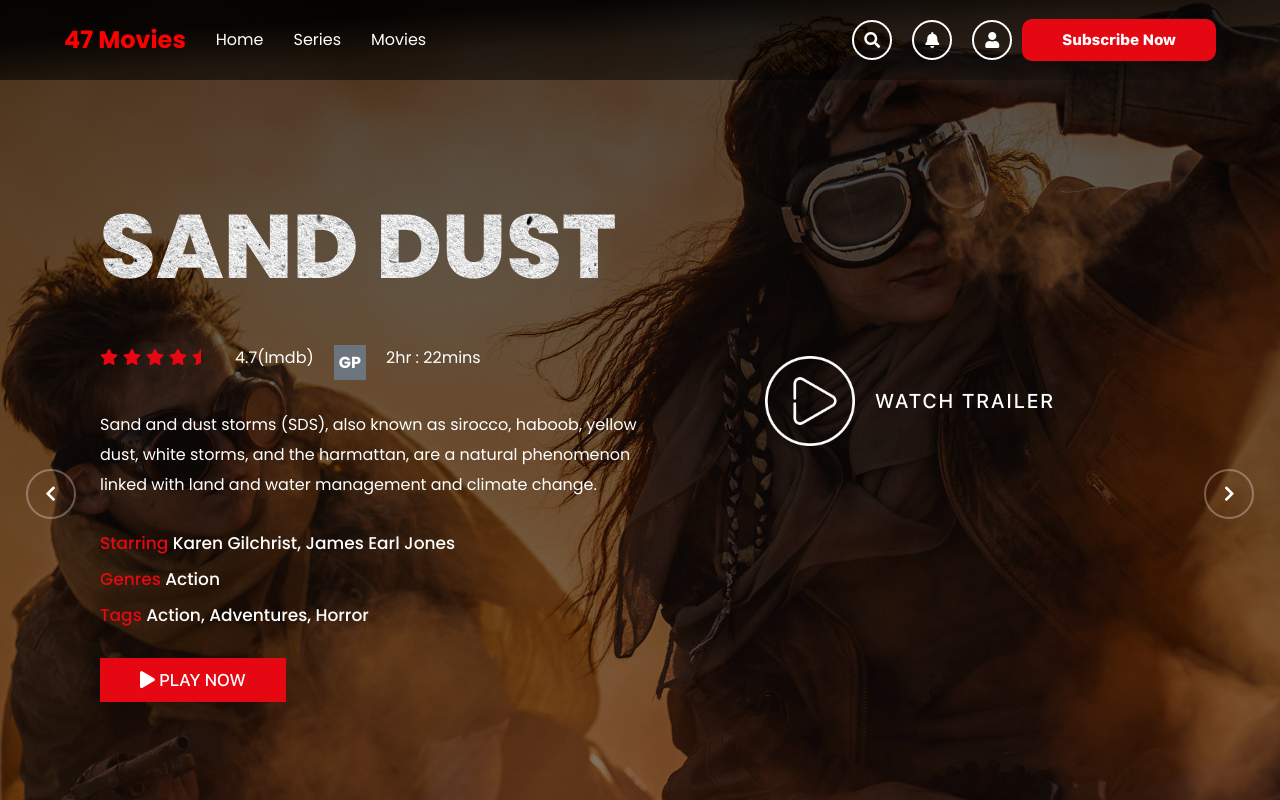 47 Movies Home Series Movies Subscribe Now
SAND DUST
4.7(Imdb) GP 2hr : 22mins
WATCH TRAILER
Sand and dust storms (SDS), also known as sirocco, haboob, yellow
dust, white storms, and the harmattan, are a natural phenomenon
linked with land and water management and climate change.
Starring Karen Gilchrist, James Earl Jones
Genres Action
Tags Action, Adventures, Horror
PLAY NOW